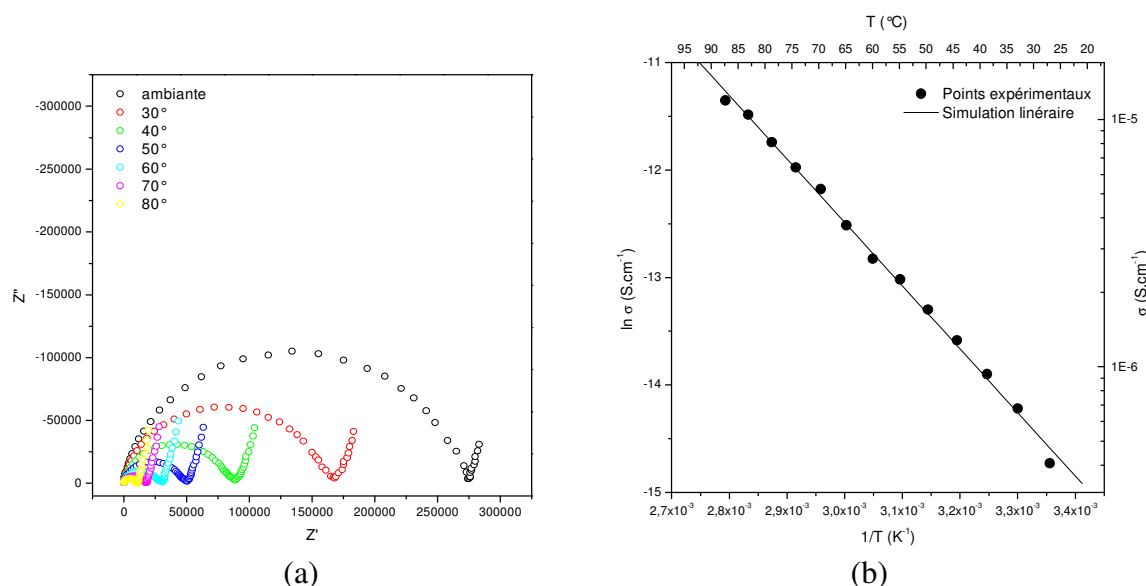 ambiante
30°
40°
50°
60°
70°
80°
-300000
-250000
-200000
-150000
-100000
-50000
0
Z''
0 50000 100000 150000 200000 250000 300000
Z'
(a)
T (°C)
95 90 85 80 75 70 65 60 55 50 45 40 35 30 25 20
Points expérimentaux
Simulation linéraire
-11
-12
-13
-14
-15
ln σ (S.cm⁻¹)
1E-5
1E-6
σ (S.cm⁻¹)
2,7x10⁻³ 2,8x10⁻³ 2,9x10⁻³ 3,0x10⁻³ 3,1x10⁻³ 3,2x10⁻³ 3,3x10⁻³ 3,4x10⁻³
1/T (K⁻¹)
(b)